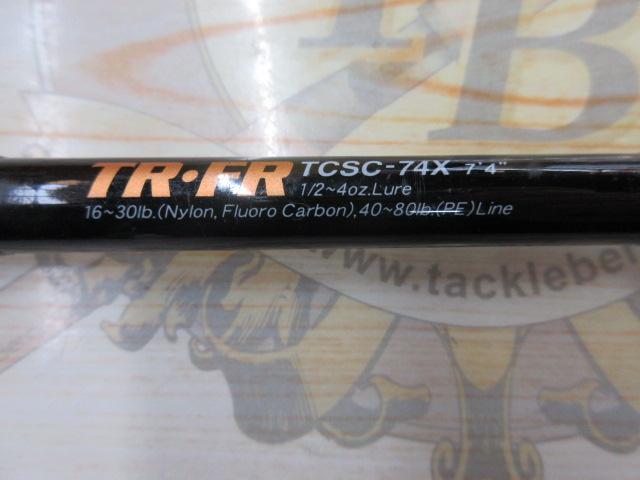 B
TR・FR TCSC-74X 7'4"
1/2~4oz.Lure
16~30lb.(Nylon, Fluoro Carbon), 40~80lb.(PE)Line
www.tacklebe